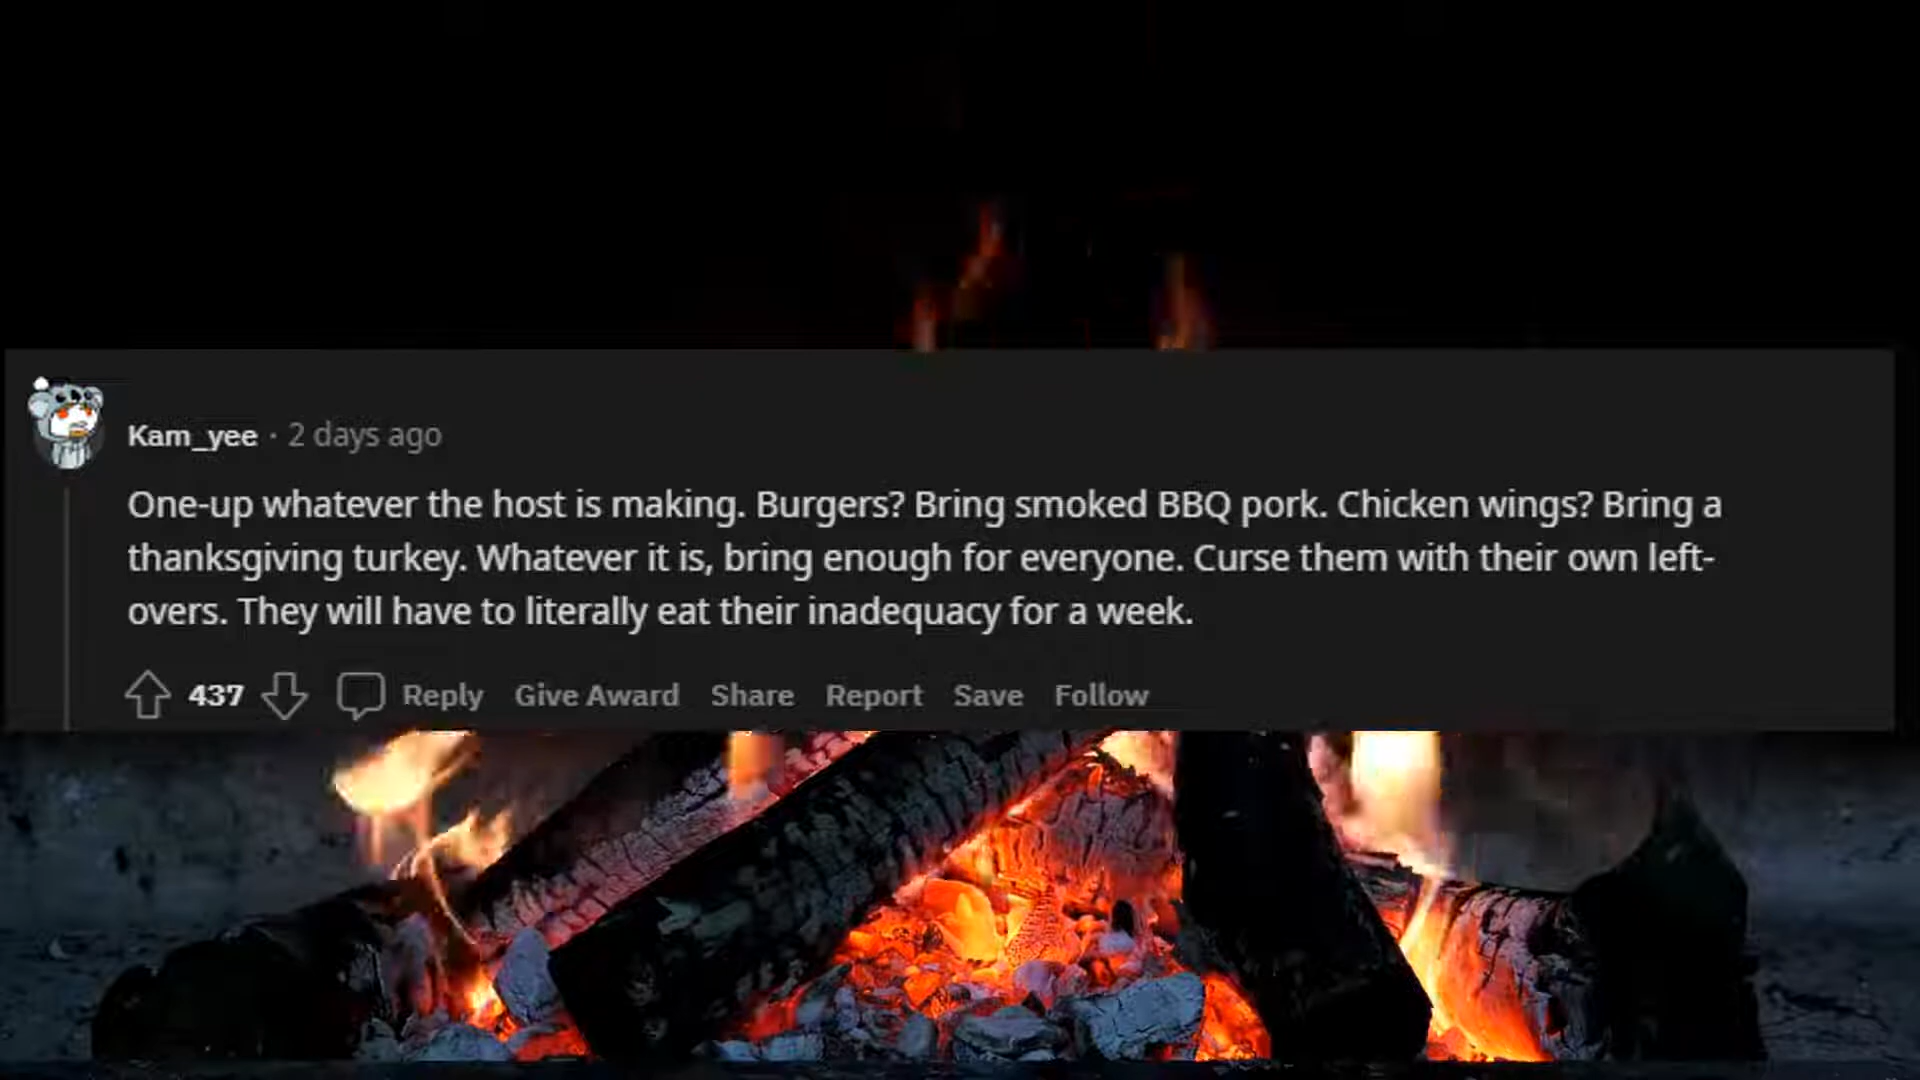 Kam_yee · 2 days ago
One-up whatever the host is making. Burgers? Bring smoked BBQ pork. Chicken wings? Bring a
thanksgiving turkey. Whatever it is, bring enough for everyone. Curse them with their own left-
overs. They will have to literally eat their inadequacy for a week.
437 Reply Give Award Share Report Save Follow